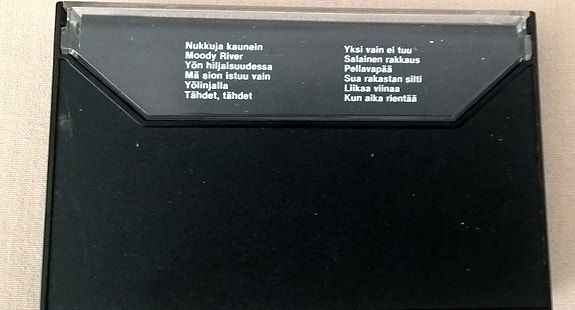 Nukkuja kaunein
Moody River
Yön hiljaisuudessa
Mä aion istuu vain
Yölinjalla
Tähdet, tähdet
Yksi vain ei tuu
Salainen rakkaus
Pellavapää
Sua rakastan silti
Liikaa viinaa
Kun aika rientää